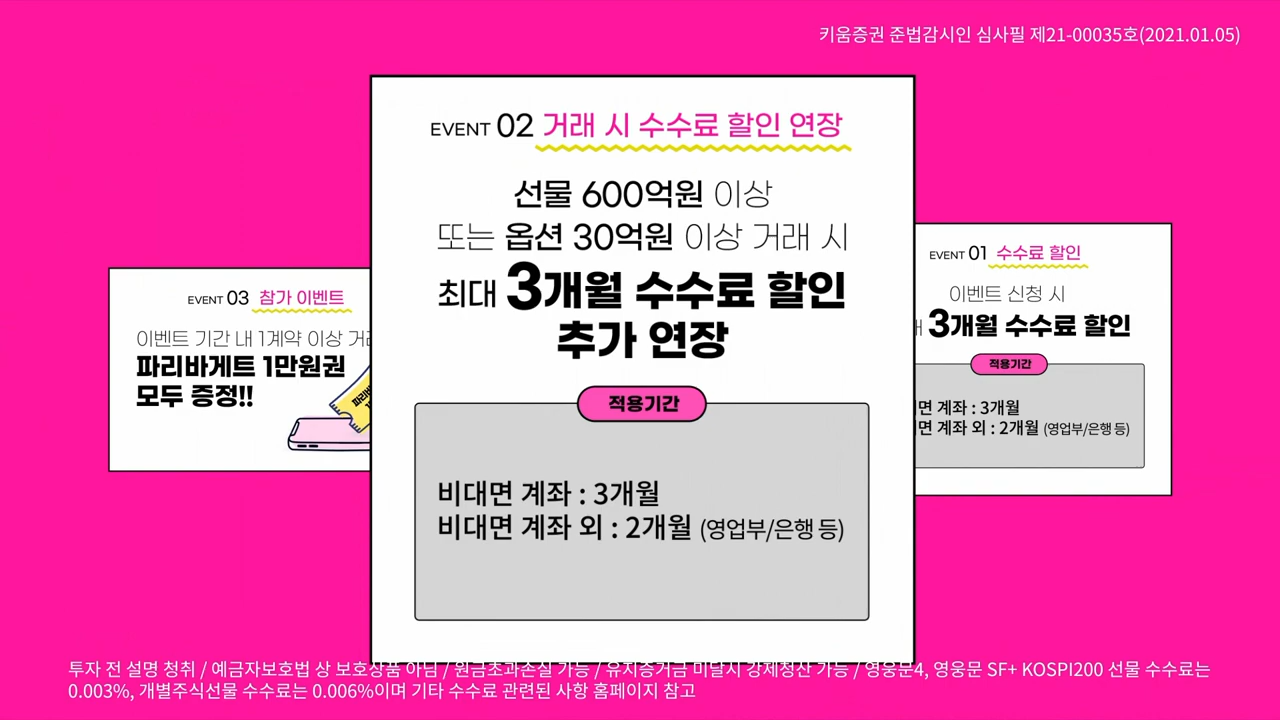 키움증권 준법감시인 심사필 제21-00035호(2021.01.05)
EVENT 02 거래 시 수수료 할인 연장
선물 600억원 이상
또는 옵션 30억원 이상 거래 시
최대 3개월 수수료 할인
추가 연장
적용기간
비대면 계좌 : 3개월
비대면 계좌 외 : 2개월 (영업부/은행 등)
EVENT 03 참가 이벤트
이벤트 기간 내 1계약 이상
파리바게트 1만원권
모두 증정!!
EVENT 01 수수료 할인
이벤트 신청 시
3개월 수수료 할인
적용기간
면 계좌 : 3개월
면 계좌 외 : 2개월 (영업부/은행 등)
투자 전 설명 청취 / 예금자보호법 상 보호상품 아님 / 원금초과손실 가능 / 유지증거금 미달시 강제청산 가능 / 영웅문4, 영웅문 SF+ KOSPI200 선물 수수료는
0.003%, 개별주식선물 수수료는 0.006%이며 기타 수수료 관련된 사항 홈페이지 참고